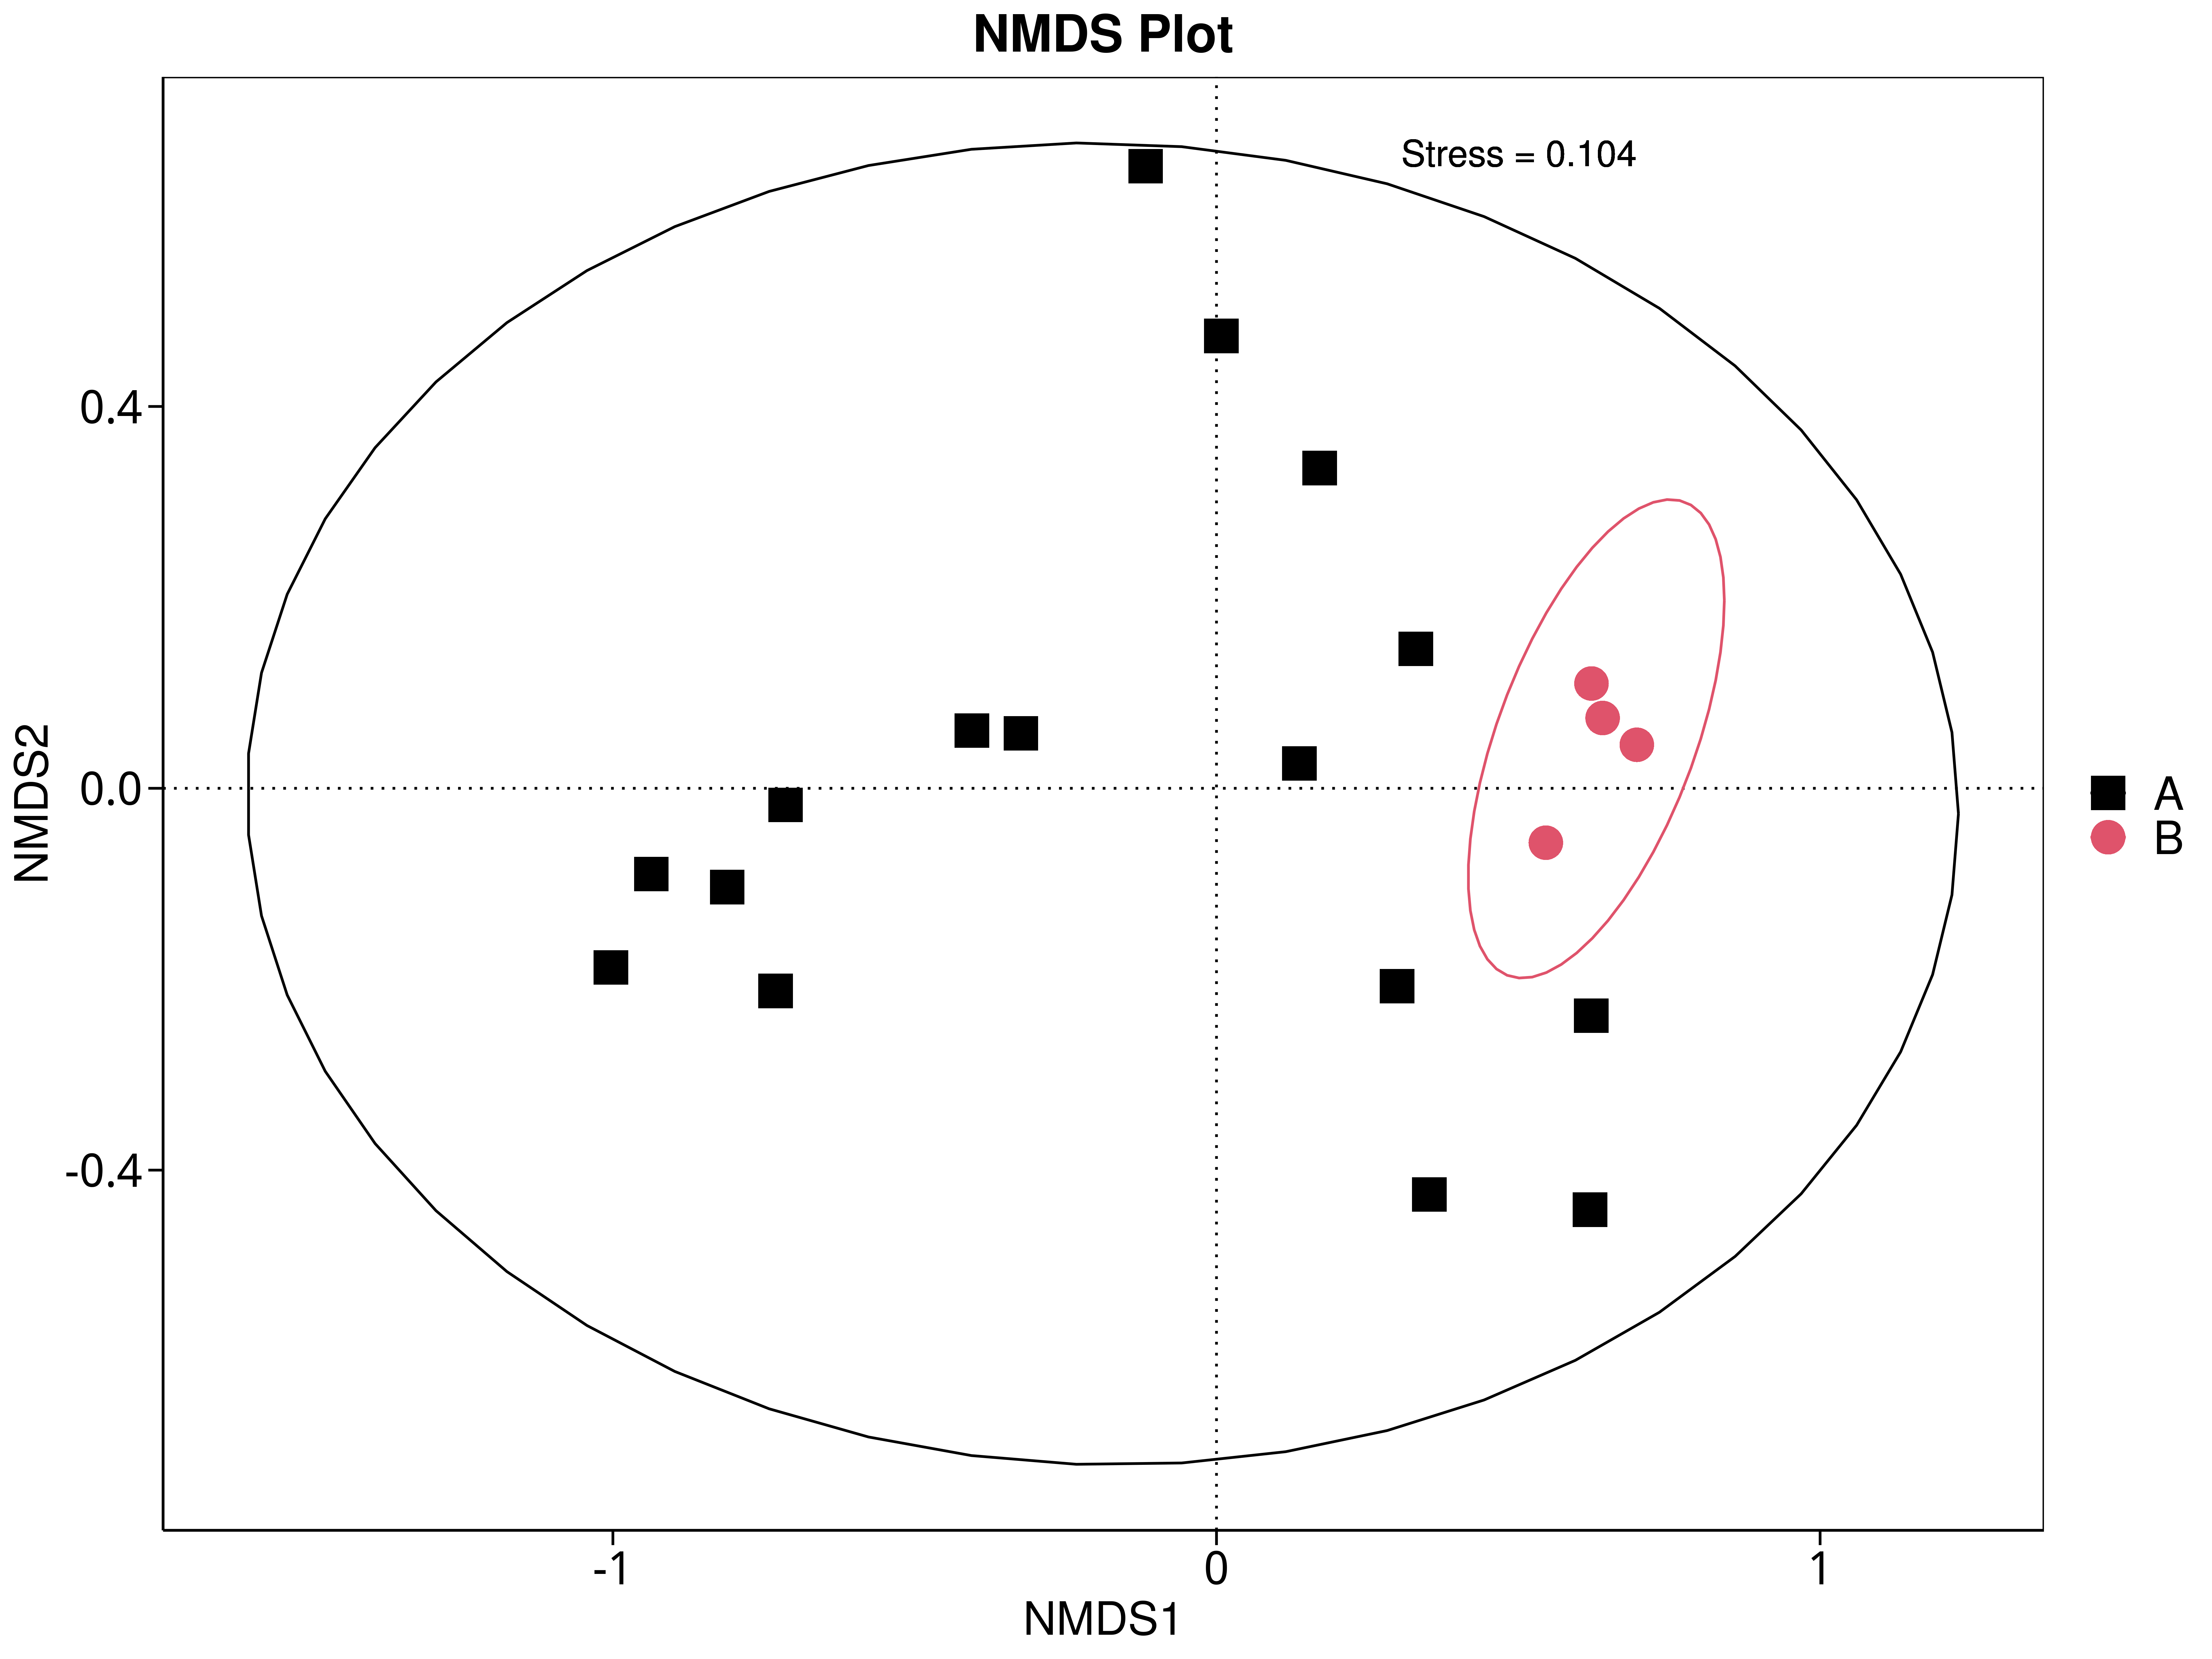 NMDS Plot
Stress = 0.104
0.4
0.0
-0.4
NMDS2
-1
0
1
NMDS1
A
B